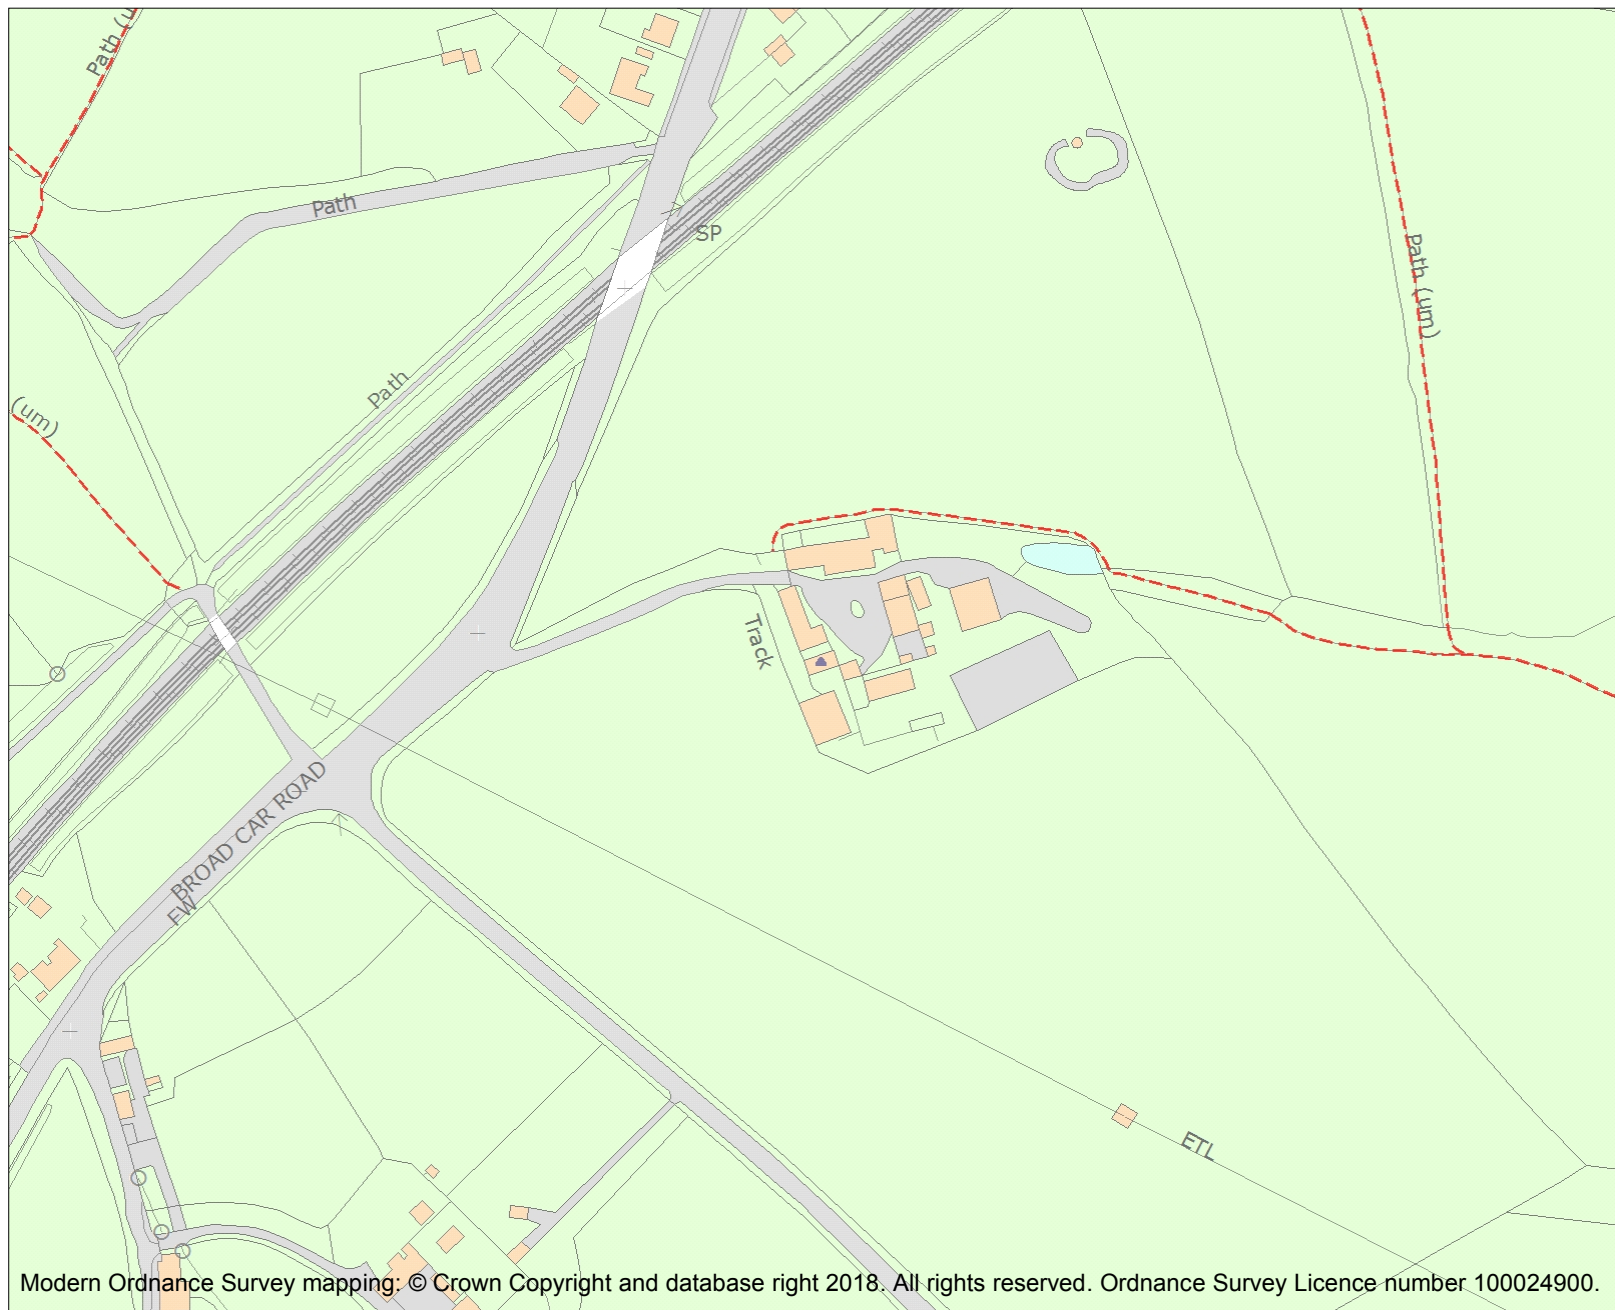 Path (u
Path
SP
Path (um)
Path
(um)
Track
BROAD CAR ROAD
FW
ETL
Modern Ordnance Survey mapping: © Crown Copyright and database right 2018. All rights reserved. Ordnance Survey Licence number 100024900.